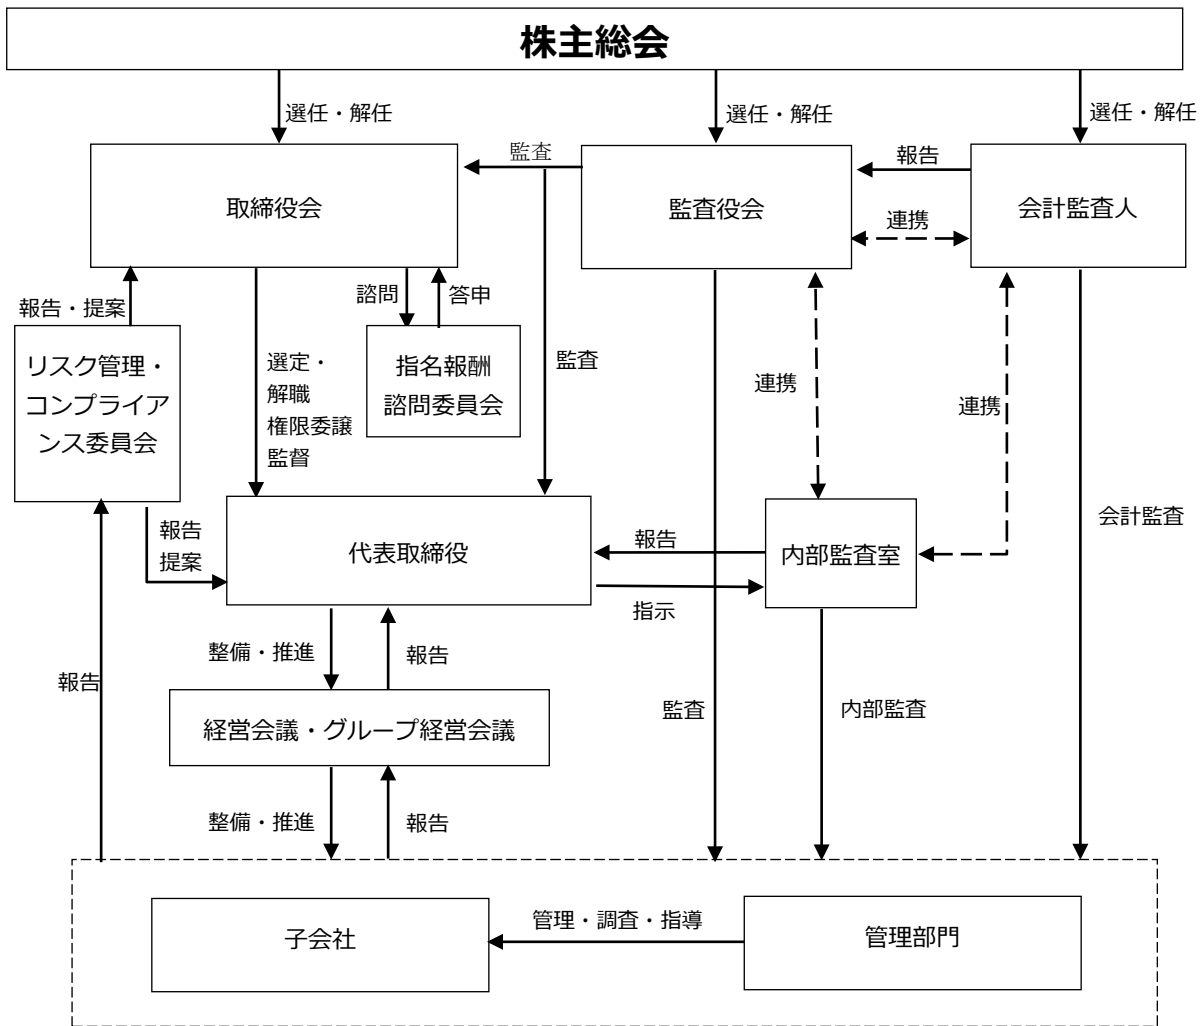 株主総会
選任・解任
選任・解任
選任・解任
監査
報告
取締役会
監査役会
会計監査人
連携
報告・提案
諮問
答申
リスク管理・
コンプライア
ンス委員会
選定・
解職
権限委譲
監督
指名報酬
諮問委員会
監査
連携
連携
報告
提案
代表取締役
報告
指示
内部監査室
会計監査
整備・推進
報告
報告
経営会議・グループ経営会議
監査
内部監査
整備・推進
報告
子会社
管理・調査・指導
管理部門